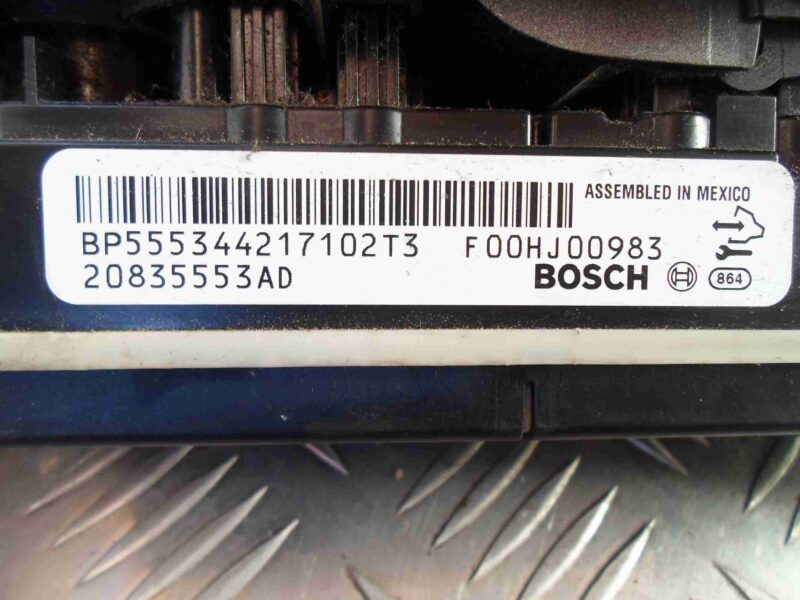 ASSEMBLED IN MEXICO
BP555344217102T3 F00HJ00983
20835553AD BOSCH 864